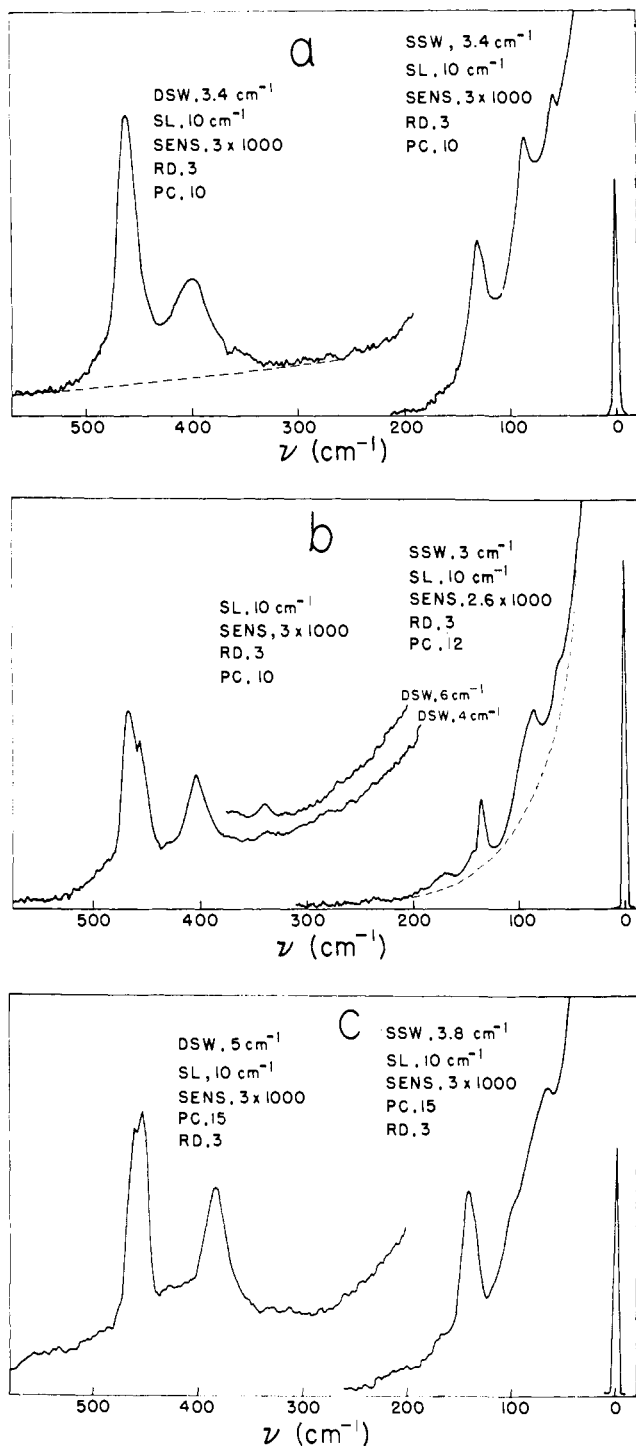 a
DSW, 3.4 cm⁻¹
SL, 10 cm⁻¹
SENS, 3 x 1000
RD, 3
PC, 10
SSW, 3.4 cm⁻¹
SL, 10 cm⁻¹
SENS, 3 x 1000
RD, 3
PC, 10
500 400 300 200 100 0
ν (cm⁻¹)
b
SL, 10 cm⁻¹
SENS, 3 x 1000
RD, 3
PC, 10
SSW, 3 cm⁻¹
SL, 10 cm⁻¹
SENS, 2.6 x 1000
RD, 3
PC, 12
DSW, 6 cm⁻¹
DSW, 4 cm⁻¹
500 400 300 200 100 0
ν (cm⁻¹)
c
DSW, 5 cm⁻¹
SL, 10 cm⁻¹
SENS, 3 x 1000
PC, 15
RD, 3
SSW, 3.8 cm⁻¹
SL, 10 cm⁻¹
SENS, 3 x 1000
PC, 15
RD, 3
500 400 300 200 100 0
ν (cm⁻¹)